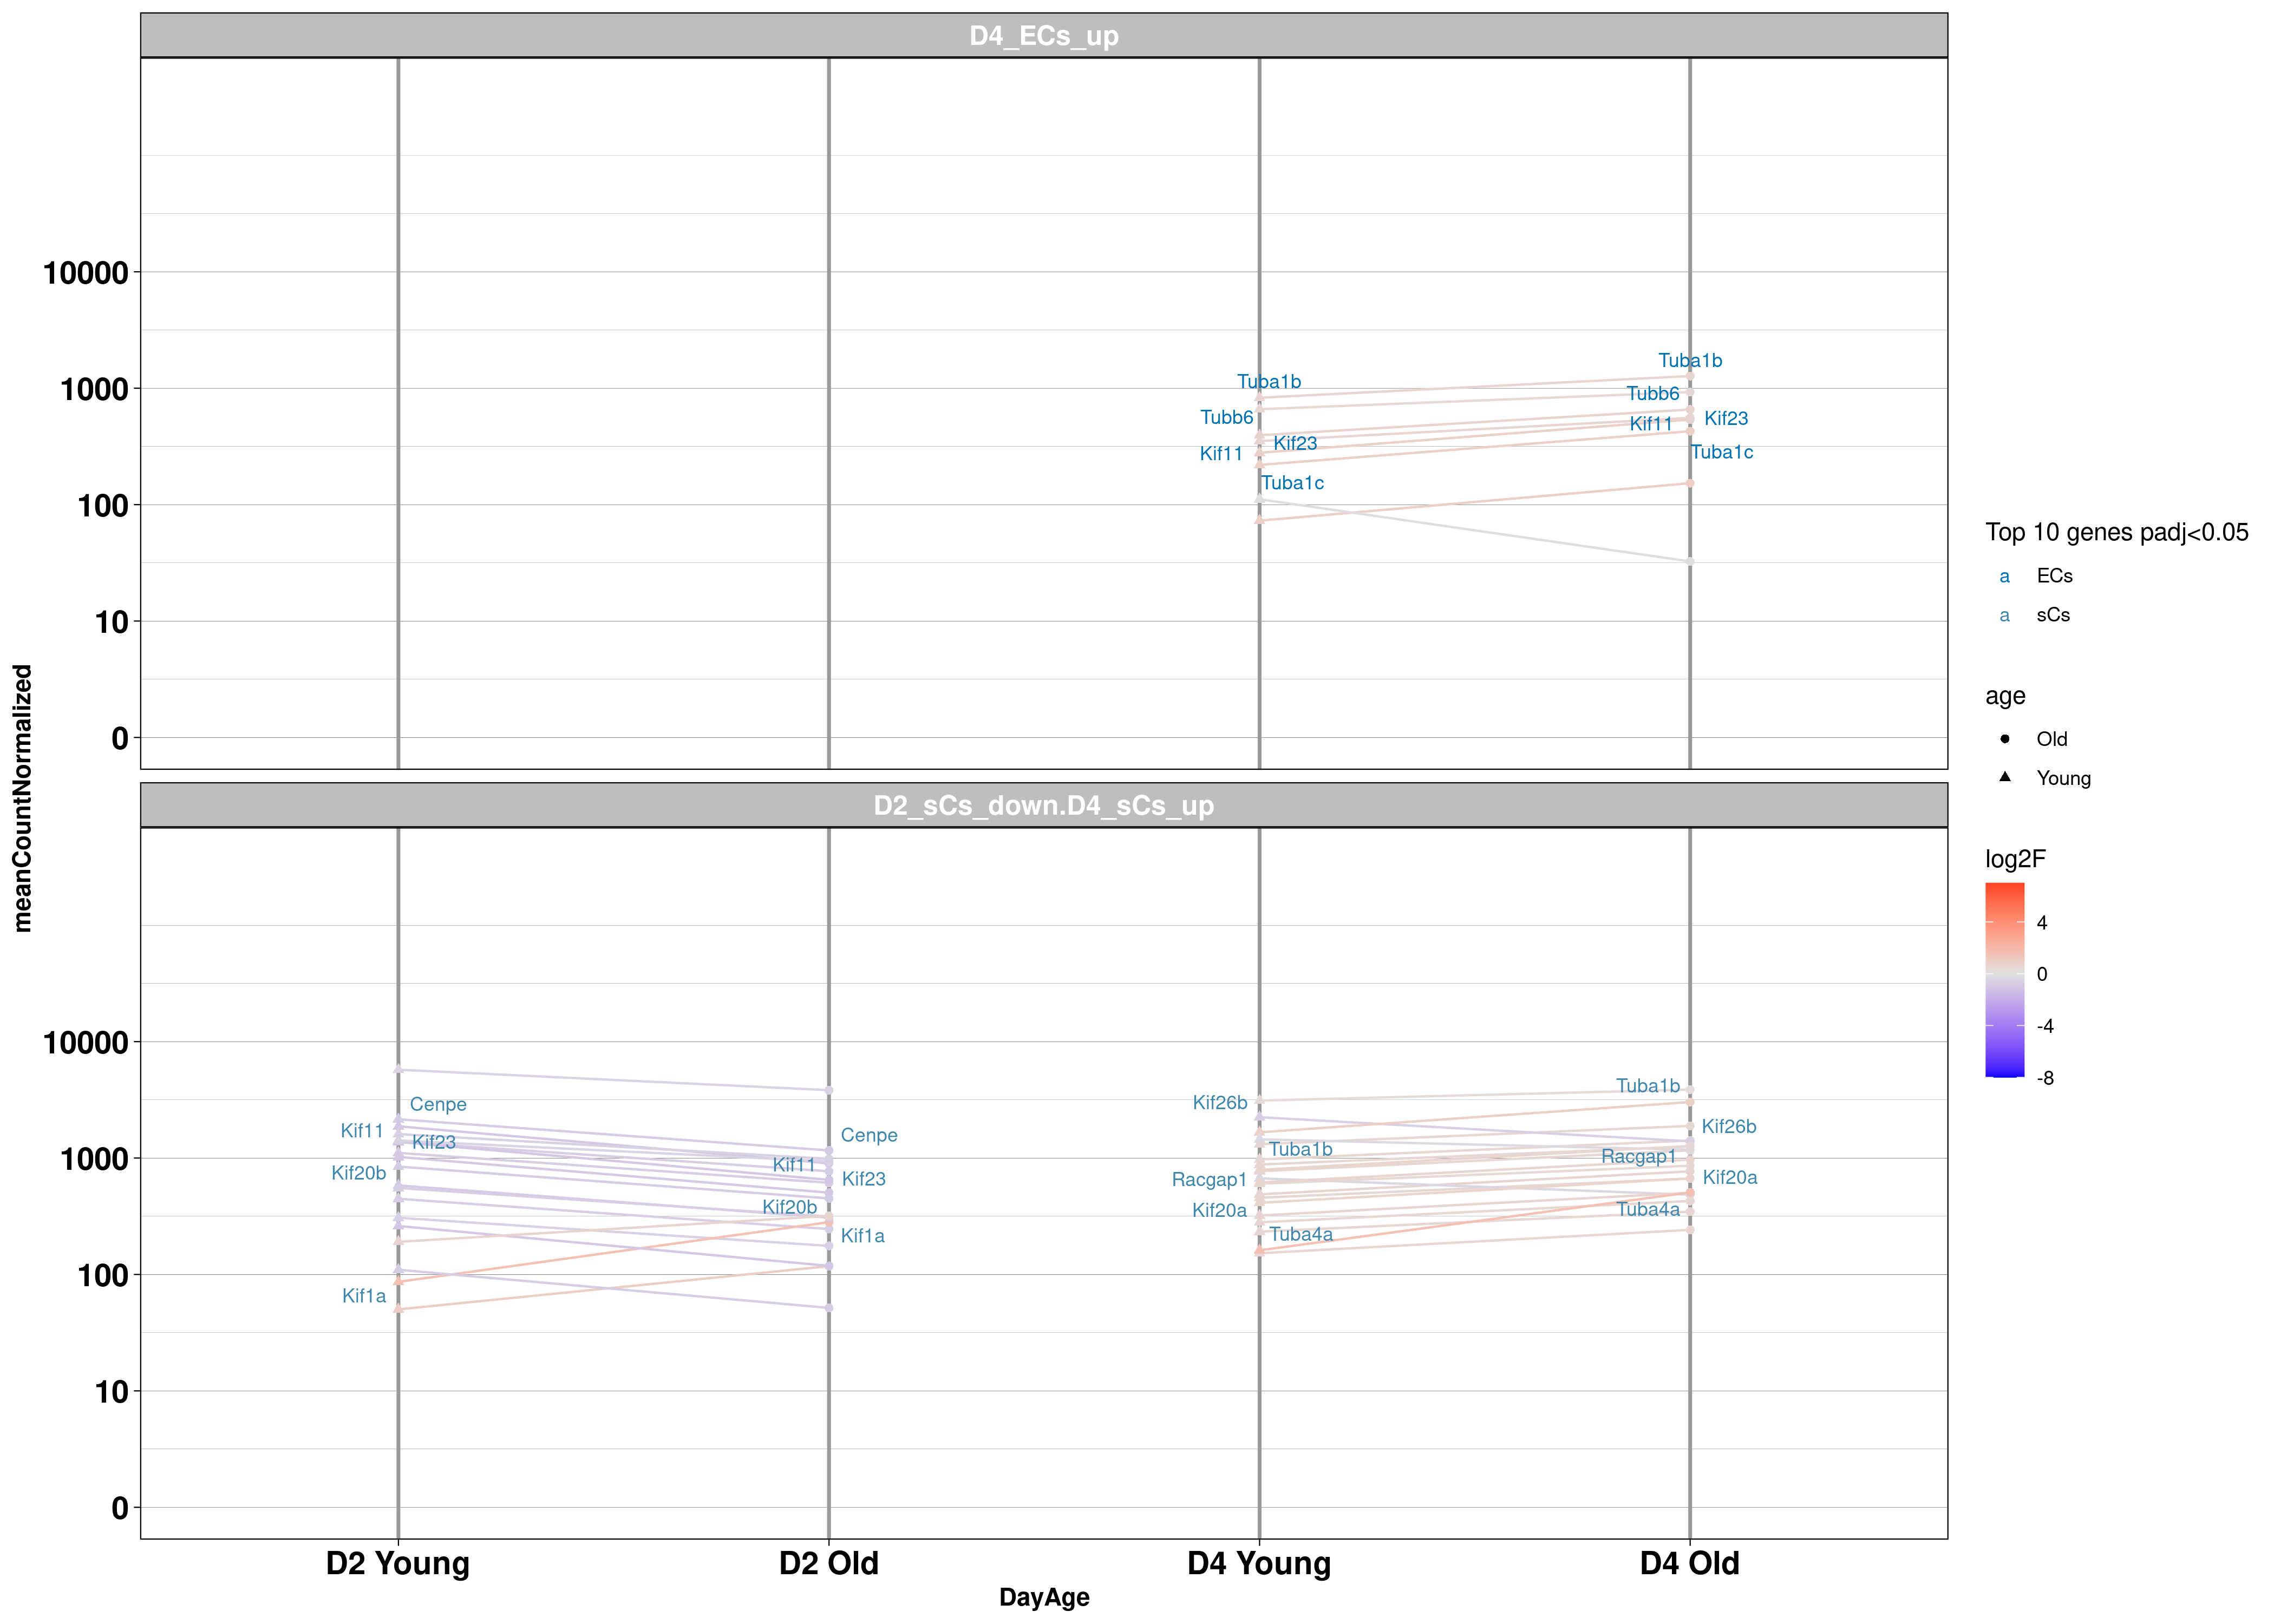 D4_ECs_up
10000
1000
100
10
0
Tuba1b
Tubb6
Kif23
Kif11
Tuba1c
Tuba1b
Tubb6
Kif23
Kif11
Tuba1c
meanCountNormalized
D2_sCs_down.D4_sCs_up
10000
1000
100
10
0
Cenpe
Kif11
Kif23
Kif20b
Kif1a
Cenpe
Kif11
Kif23
Kif20b
Kif1a
Kif26b
Tuba1b
Racgap1
Kif20a
Tuba4a
Tuba1b
Kif26b
Racgap1
Kif20a
Tuba4a
D2 Young
D2 Old
D4 Young
D4 Old
DayAge
Top 10 genes padj<0.05
a ECs
a sCs
age
Old
Young
log2F
4
0
-4
-8